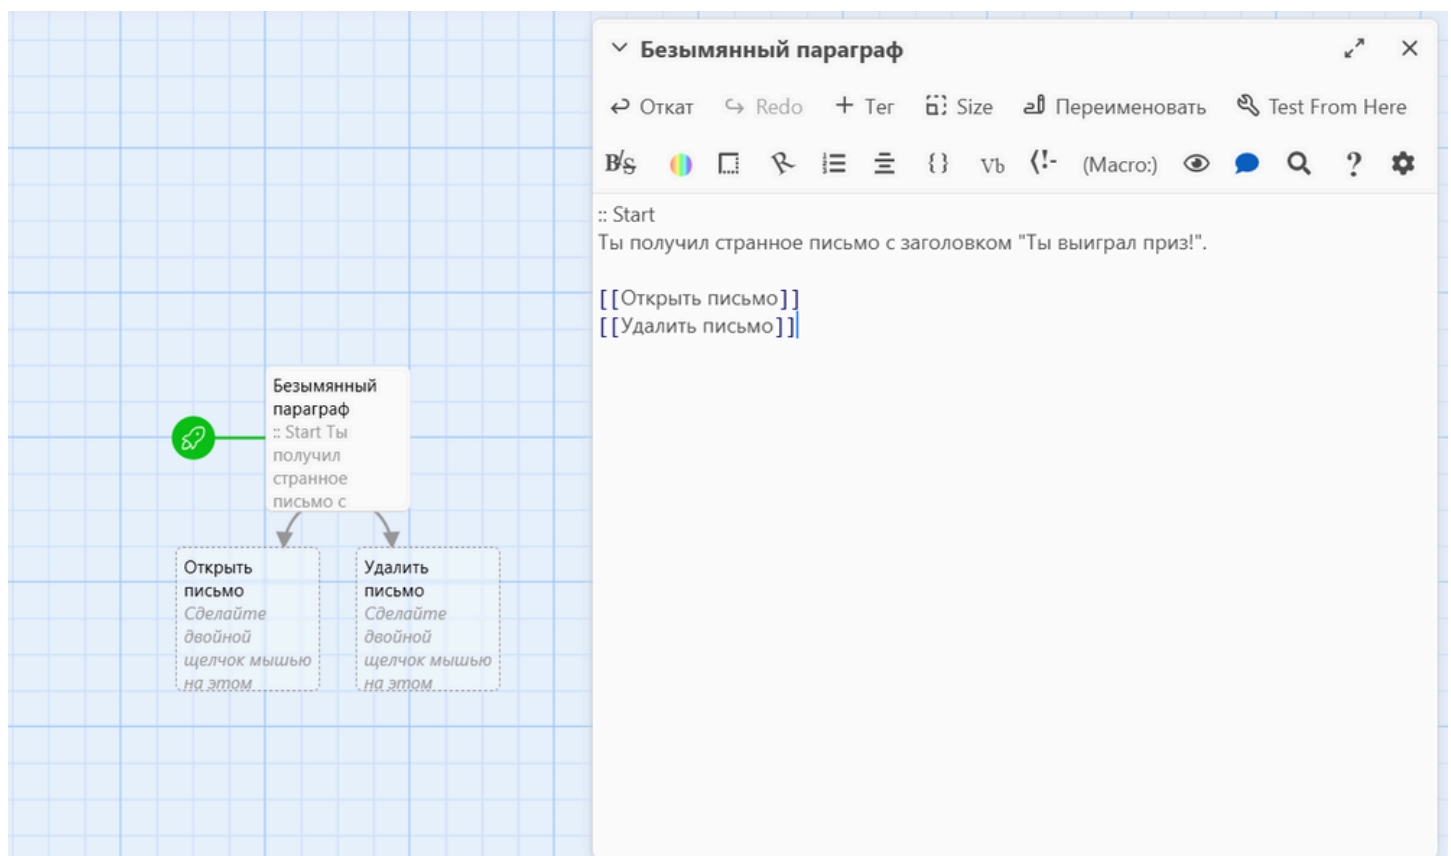 Безымянный параграф
Откат Redo + Тег Size Переименовать Test From Here
B/S { } Vb (!- (Macro:) ?
:: Start
Ты получил странное письмо с заголовком "Ты выиграл приз!".
[[Открыть письмо]]
[[Удалить письмо]]
Безымянный
параграф
:: Start Ты
получил
странное
письмо с
Открыть
письмо
Сделайте
двойной
щелчок мышью
на этом
Удалить
письмо
Сделайте
двойной
щелчок мышью
на этом